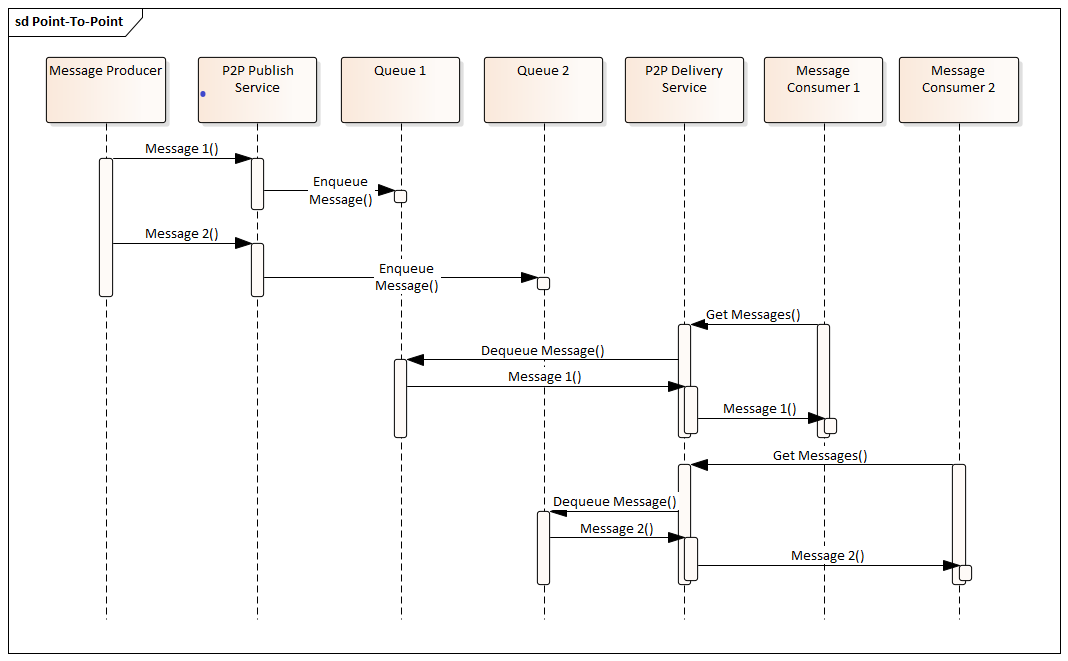 sd Point-To-Point
Message Producer
P2P Publish
Service
Queue 1
Queue 2
P2P Delivery
Service
Message
Consumer 1
Message
Consumer 2
Message 1()
Enqueue
Message()
Message 2()
Enqueue
Message()
Get Messages()
Dequeue Message()
Message 1()
Message 1()
Get Messages()
Dequeue Message()
Message 2()
Message 2()